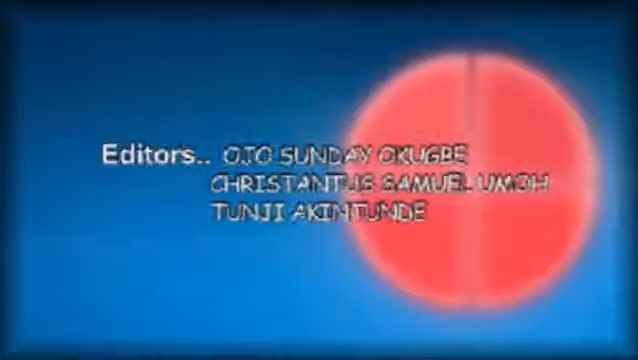 Editors.. OJO SUNDAY OKUGBE
CHRISTANTUS SAMUEL UMOH
TUNJI AKINTUNDE